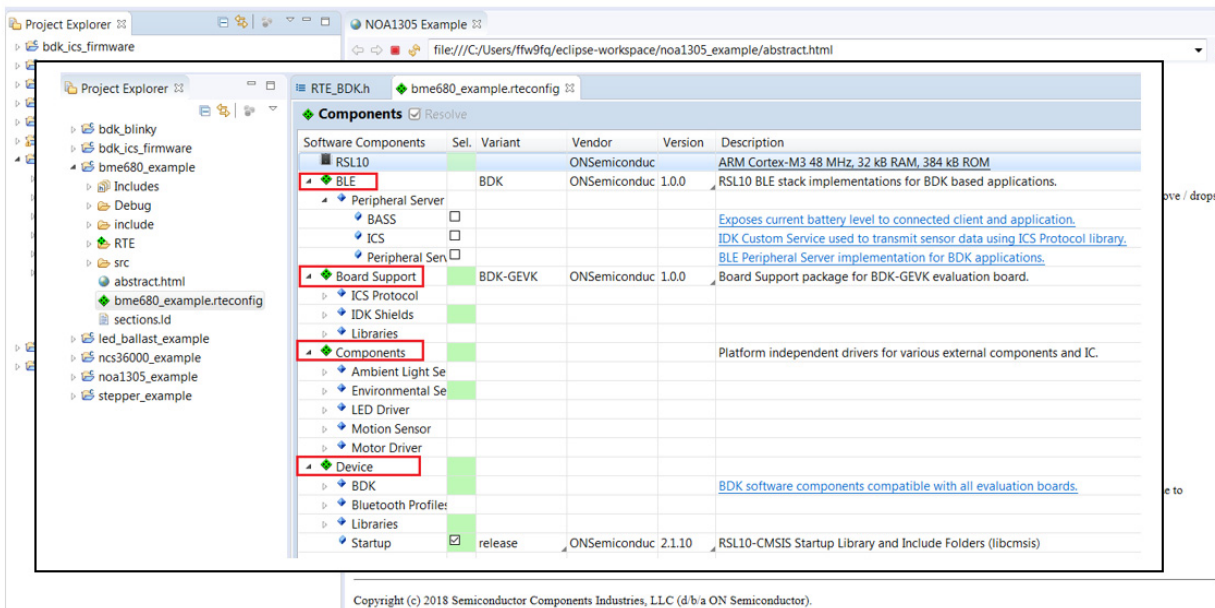 Project Explorer
NOA1305 Example
bdk_ics_firmware
file:///C:/Users/ffw9fq/eclipse-workspace/noa1305_example/abstract.html
Project Explorer
RTE_BDK.h
bme680_example.rteconfig
Components
Resolve
bdk_blinky
bdk_ics_firmware
bme680_example
Includes
Debug
include
RTE
src
abstract.html
bme680_example.rteconfig
sections.ld
led_ballast_example
ncs36000_example
noa1305_example
stepper_example
Software Components Sel. Variant Vendor Version Description
RSL10 ONSemiconduc ARM Cortex-M3 48 MHz, 32 kB RAM, 384 kB ROM
BLE BDK ONSemiconduc 1.0.0 RSL10 BLE stack implementations for BDK based applications.
Peripheral Server
BASS Exposes current battery level to connected client and application.
ICS IDK Custom Service used to transmit sensor data using ICS Protocol library.
Peripheral Serv BLE Peripheral Server implementation for BDK applications.
Board Support BDK-GEVK ONSemiconduc 1.0.0 Board Support package for BDK-GEVK evaluation board.
ICS Protocol
IDK Shields
Libraries
Components Platform independent drivers for various external components and IC.
Ambient Light Se
Environmental Se
LED Driver
Motion Sensor
Motor Driver
Device
BDK BDK software components compatible with all evaluation boards.
Bluetooth Profiles
Libraries
Startup release ONSemiconduc 2.1.10 RSL10-CMSIS Startup Library and Include Folders (libcmsis)
ove / drops
e to
Copyright (c) 2018 Semiconductor Components Industries, LLC (d/b/a ON Semiconductor).